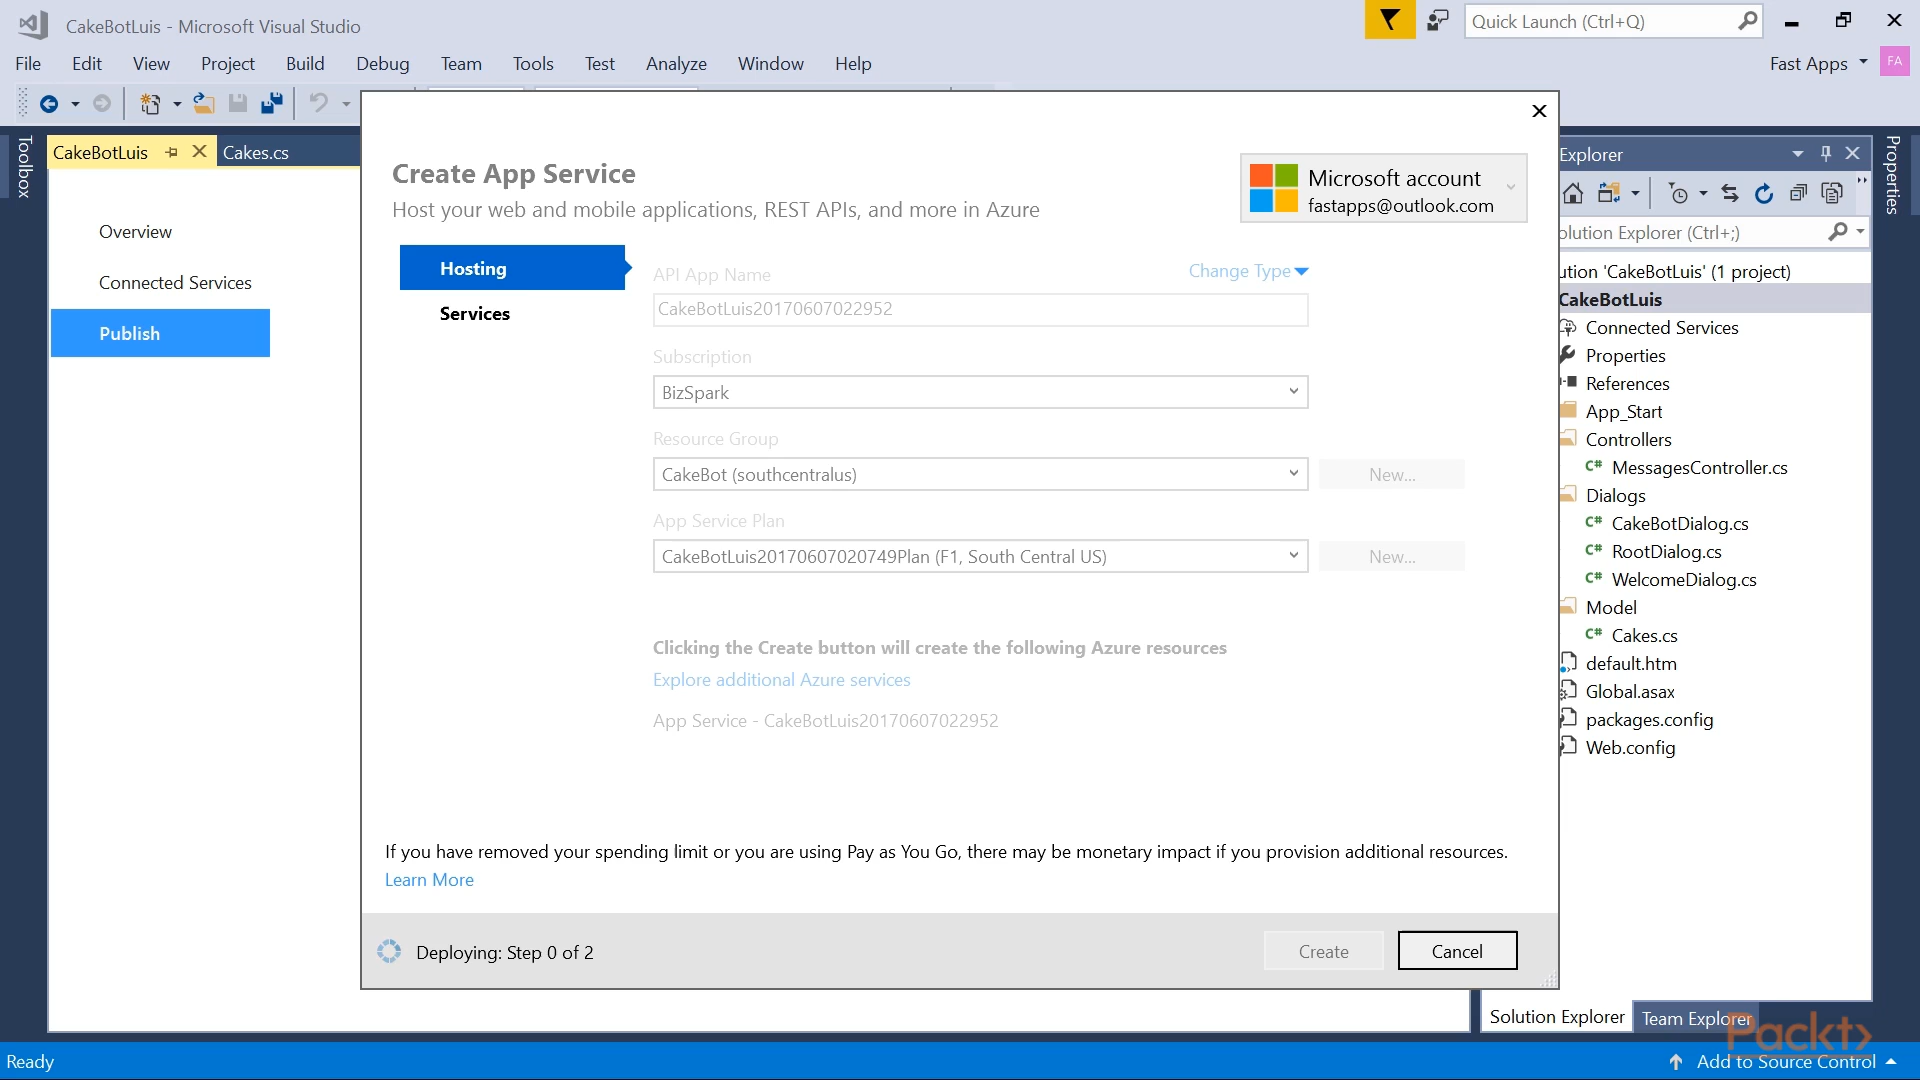 CakeBotLuis - Microsoft Visual Studio
Quick Launch (Ctrl+Q)
File Edit View Project Build Debug Team Tools Test Analyze Window Help
Fast Apps FA
Toolbox
CakeBotLuis
Cakes.cs
Overview
Connected Services
Publish
Create App Service
Host your web and mobile applications, REST APIs, and more in Azure
Microsoft account
fastapps@outlook.com
Hosting
Services
API App Name
Change Type
CakeBotLuis20170607022952
Subscription
BizSpark
Resource Group
CakeBot (southcentralus)
New...
App Service Plan
CakeBotLuis20170607020749Plan (F1, South Central US)
New...
Clicking the Create button will create the following Azure resources
Explore additional Azure services
App Service - CakeBotLuis20170607022952
If you have removed your spending limit or you are using Pay as You Go, there may be monetary impact if you provision additional resources.
Learn More
Deploying: Step 0 of 2
Create
Cancel
Explorer
Properties
olution Explorer (Ctrl+;)
ution 'CakeBotLuis' (1 project)
CakeBotLuis
Connected Services
Properties
References
App_Start
Controllers
C# MessagesController.cs
Dialogs
C# CakeBotDialog.cs
C# RootDialog.cs
C# WelcomeDialog.cs
Model
C# Cakes.cs
default.htm
Global.asax
packages.config
Web.config
Solution Explorer
Team Explorer
Packt
Ready
Add to Source Control